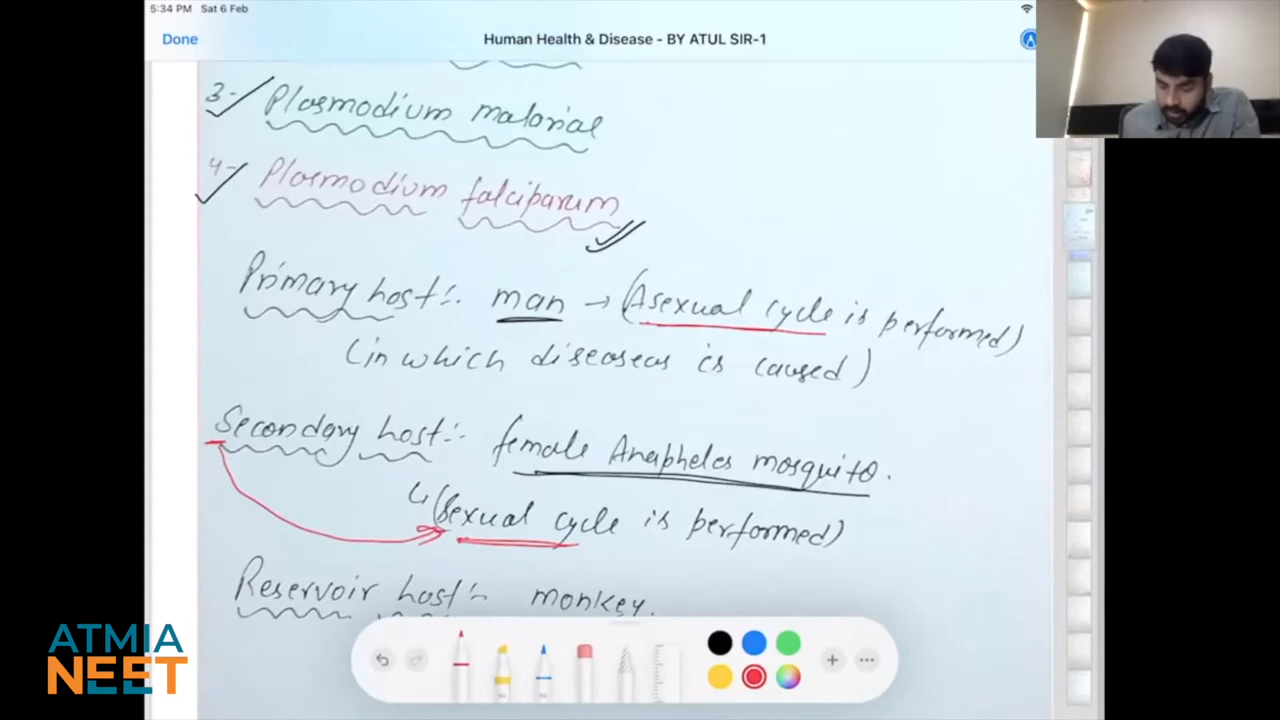 5:34 PM Sat 6 Feb
Done
Human Health & Disease - BY ATUL SIR-1
3- Plasmodium malariae
4- Plasmodium falciparum
Primary host:- man → (Asexual cycle is performed)
(in which diseaseas is caused)
Secondary host:- female Anapheles mosquito.
↳ (Sexual cycle is performed)
Reservoir host:- monkey.
ATMIA
NEET